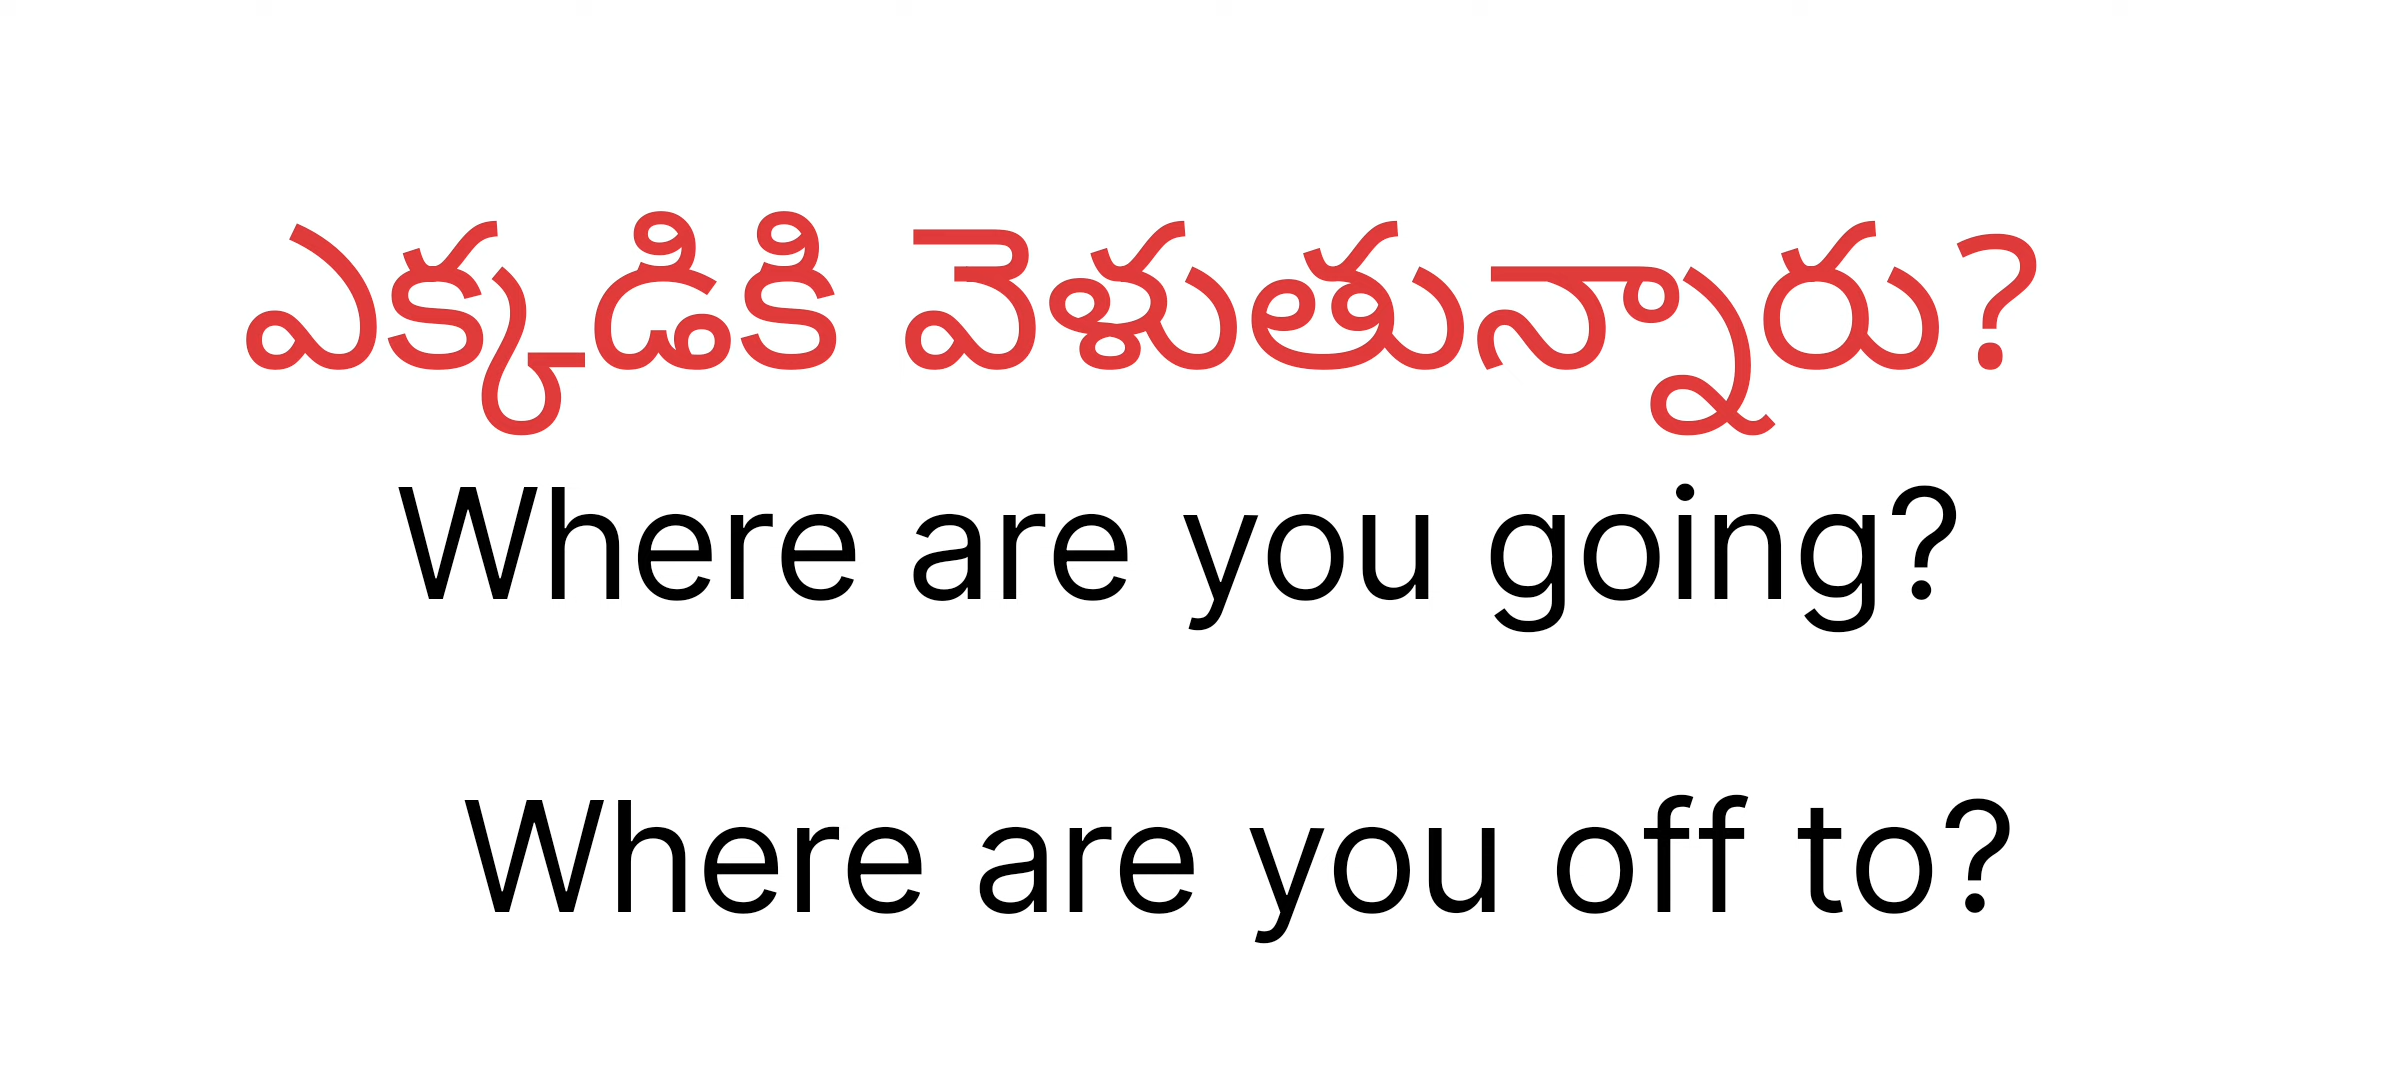 ఎక్కడికి వెళుతున్నారు?
Where are you going?
Where are you off to?